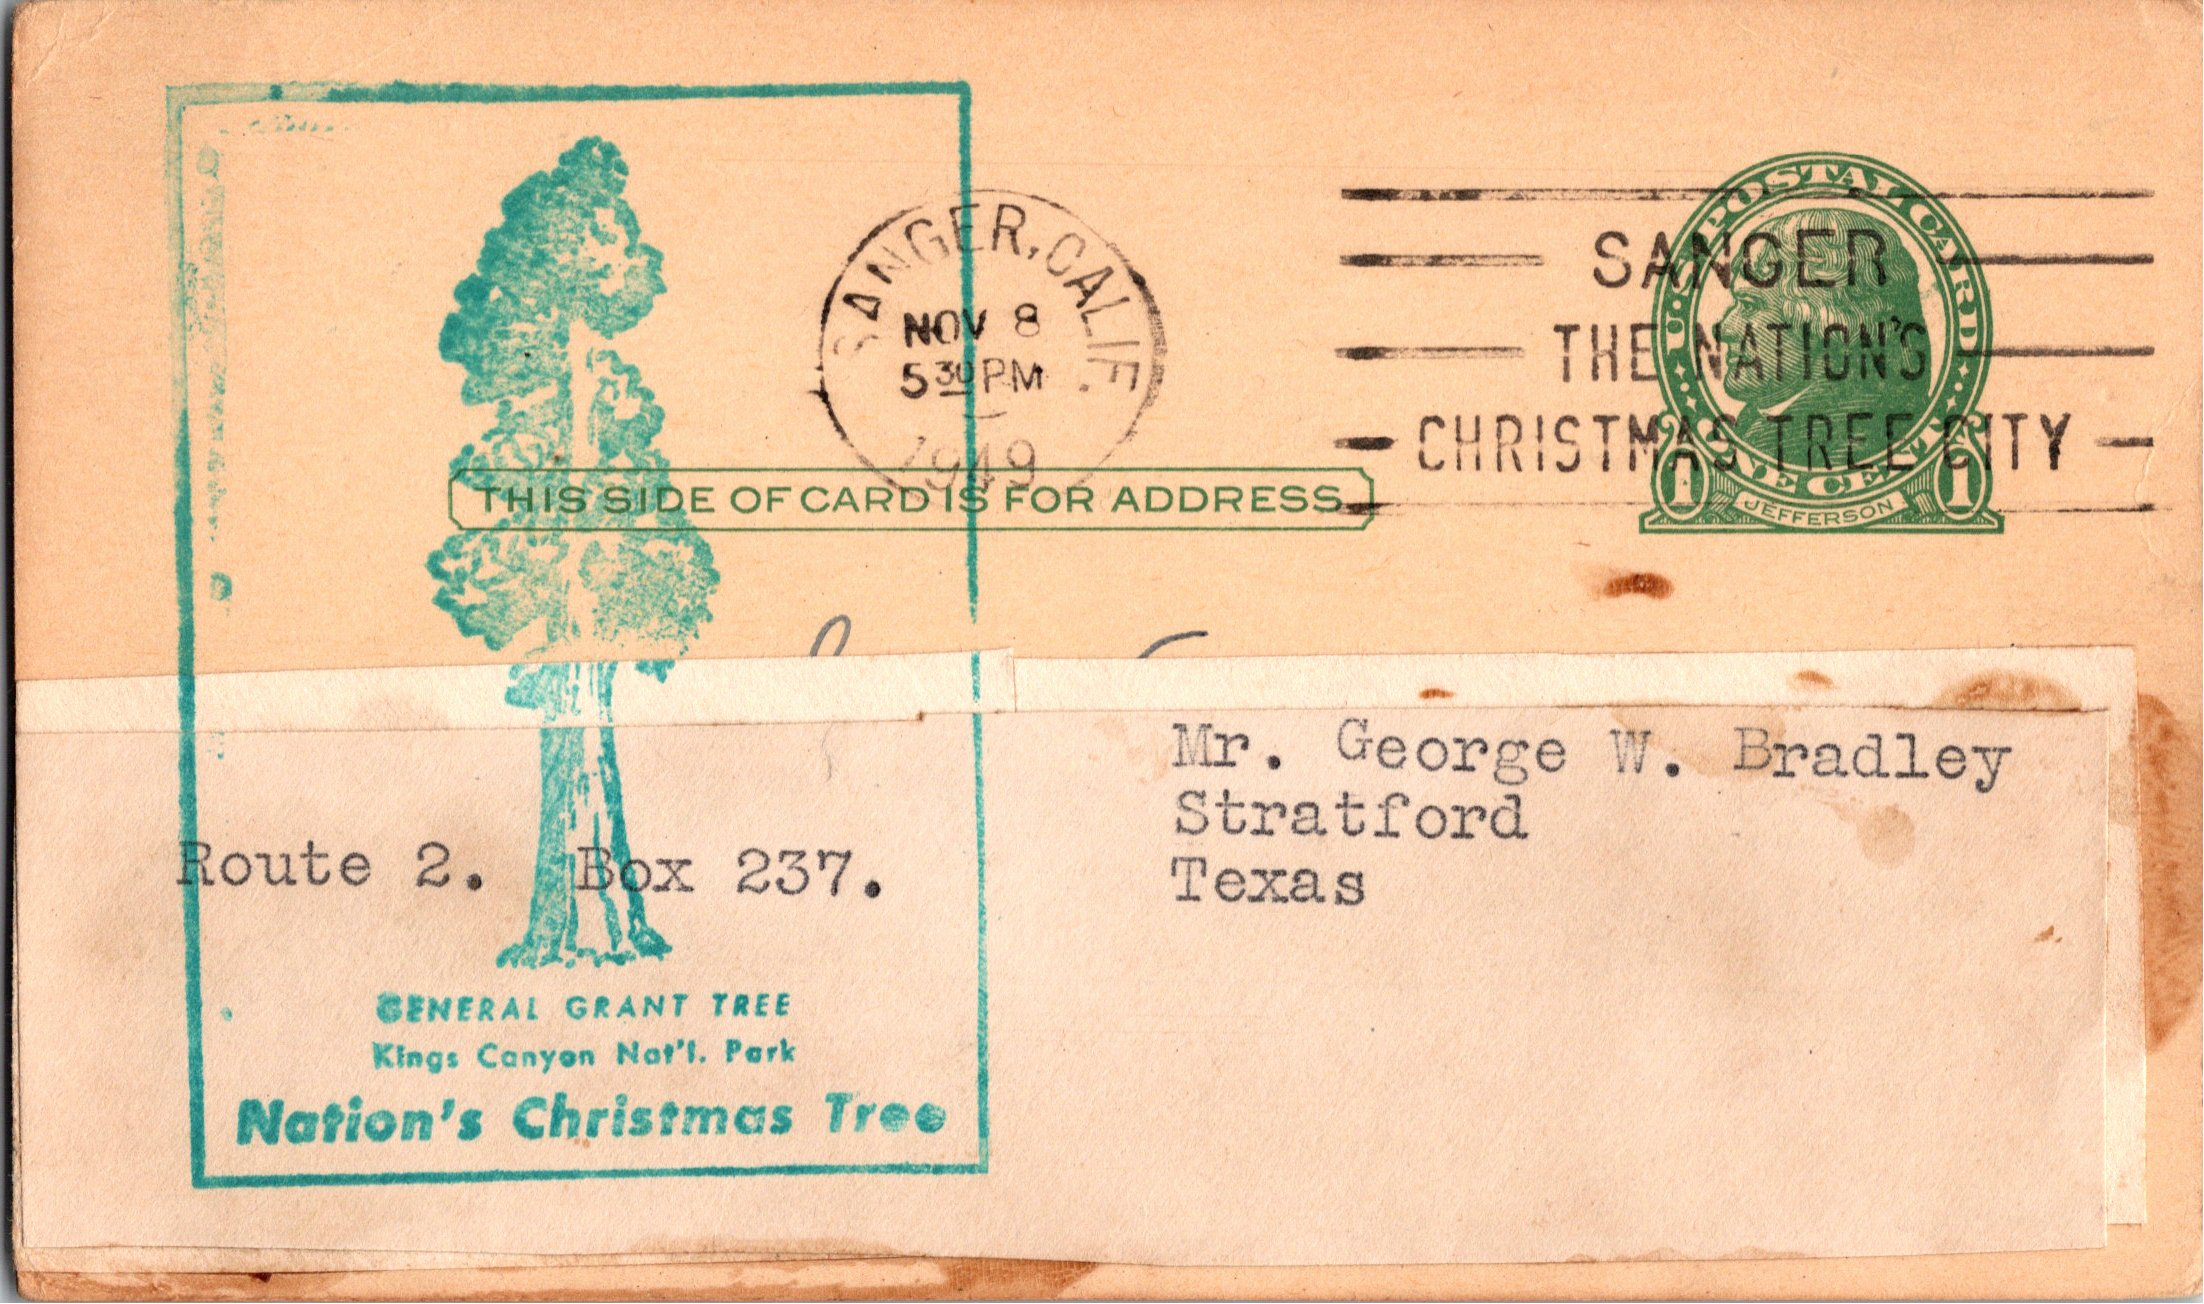 SANGER, CALIF.
NOV 8
5 30 PM
1949
U·S·POSTAL CARD
SANGER
THE NATION'S
CHRISTMAS TREE CITY
1 ONE CENT 1
JEFFERSON
THIS SIDE OF CARD IS FOR ADDRESS
Mr. George W. Bradley
Stratford
Texas
Route 2. Box 237.
GENERAL GRANT TREE
Kings Canyon Nat'l. Park
Nation's Christmas Tree